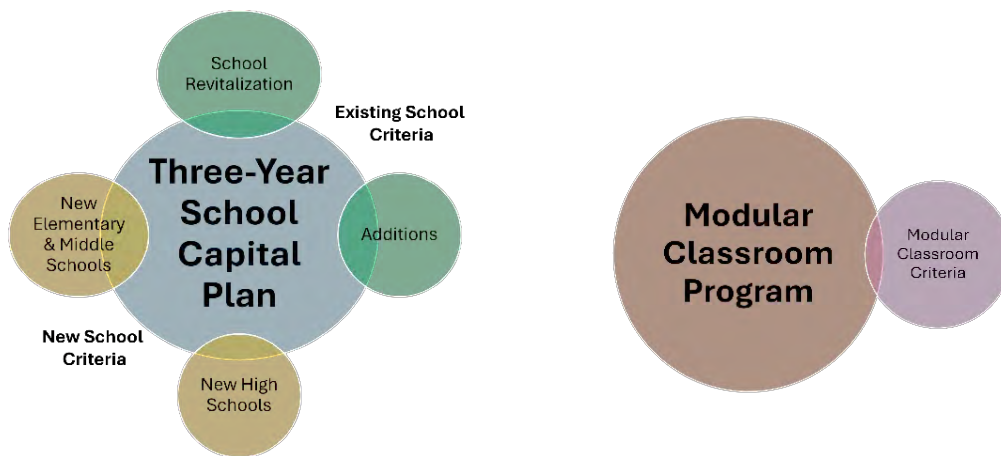 School
Revitalization
Existing School
Criteria
Three-Year
School
Capital
Plan
New
Elementary
& Middle
Schools
Additions
New School
Criteria
New High
Schools
Modular
Classroom
Program
Modular
Classroom
Criteria